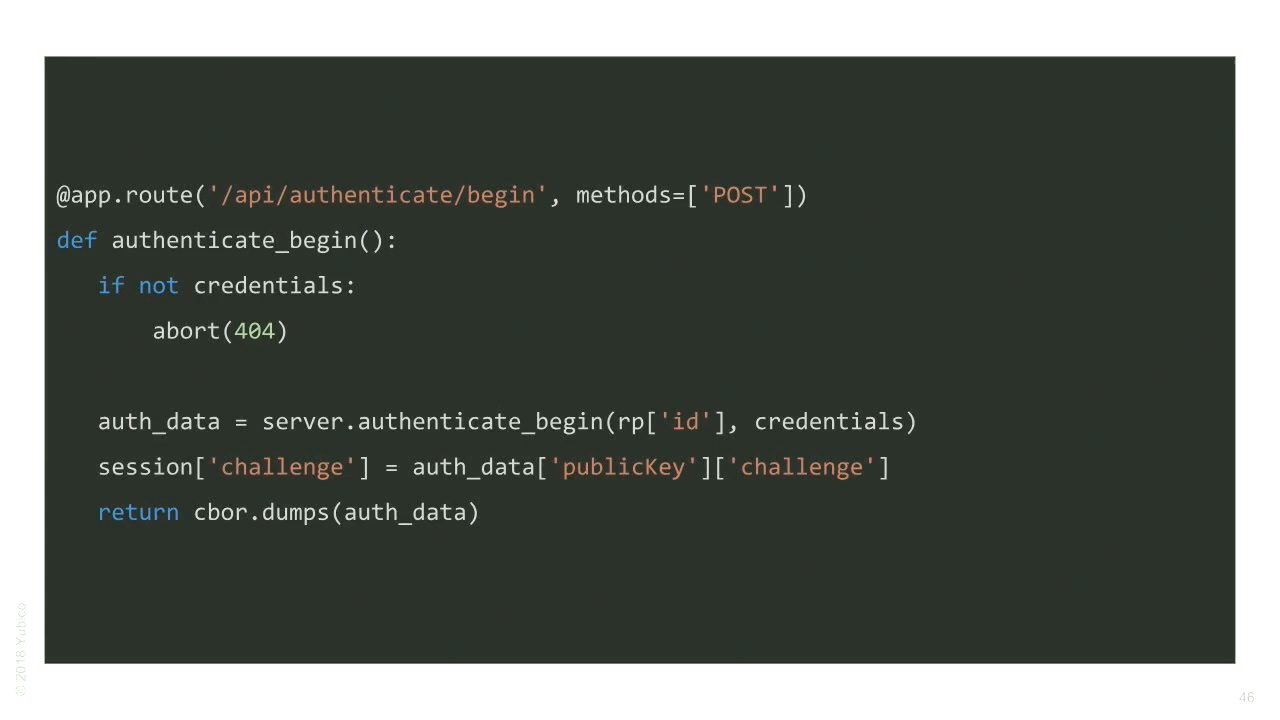 @app.route('/api/authenticate/begin', methods=['POST'])
def authenticate_begin():
   if not credentials:
       abort(404)

   auth_data = server.authenticate_begin(rp['id'], credentials)
   session['challenge'] = auth_data['publicKey']['challenge']
   return cbor.dumps(auth_data)
© 2018 Yubico
46